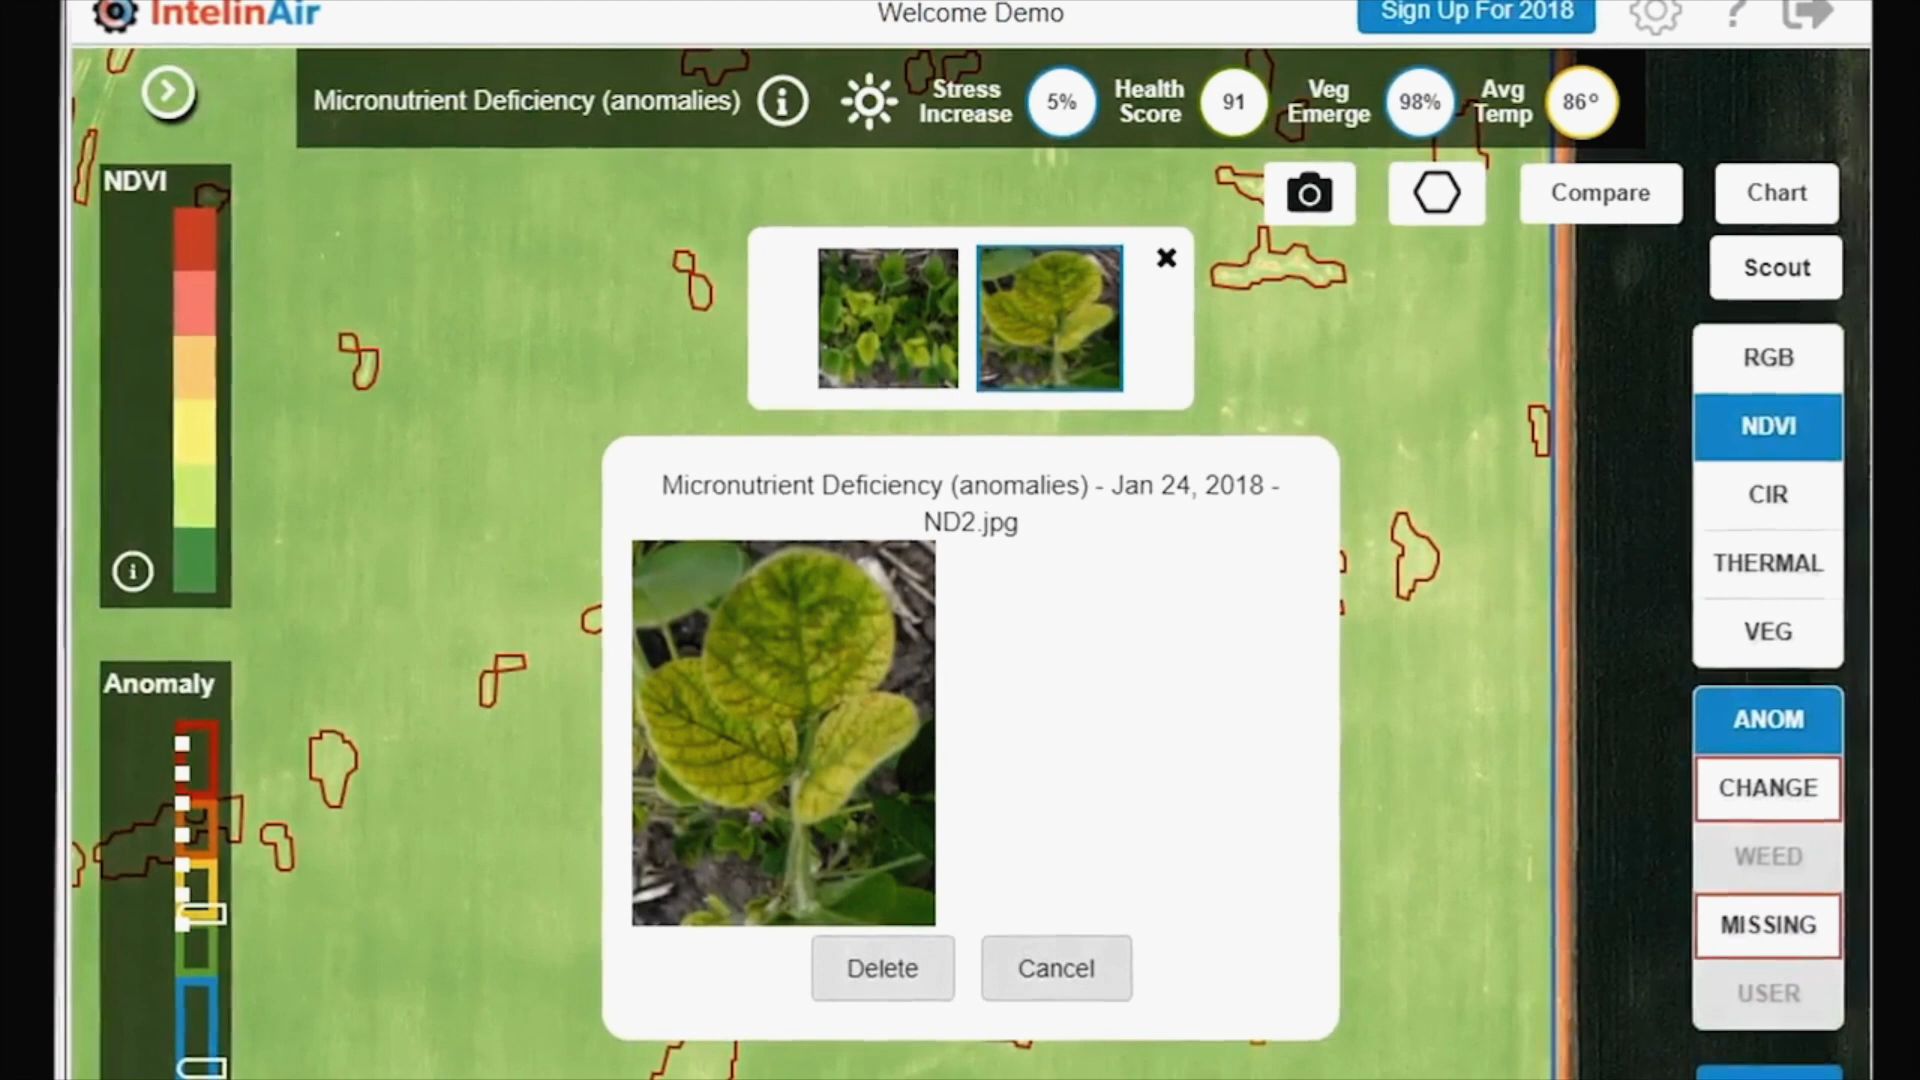 IntelinAir
Welcome Demo
Sign Up For 2018
?
Micronutrient Deficiency (anomalies)
i
Stress
Increase
5%
Health
Score
91
Veg
Emerge
98%
Avg
Temp
86°
NDVI
Compare
Chart
Scout
RGB
NDVI
CIR
THERMAL
VEG
Micronutrient Deficiency (anomalies) - Jan 24, 2018 -
ND2.jpg
i
Anomaly
ANOM
CHANGE
WEED
MISSING
USER
Delete
Cancel